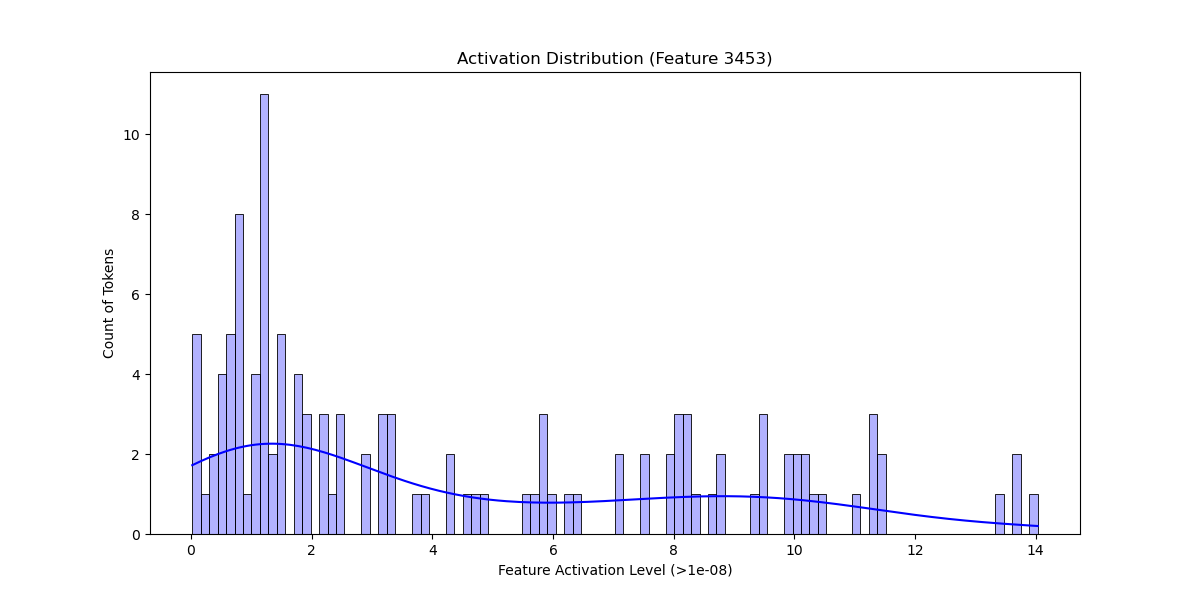 Activation Distribution (Feature 3453)
Count of Tokens
10
8
6
4
2
0
0 2 4 6 8 10 12 14
Feature Activation Level (>1e-08)